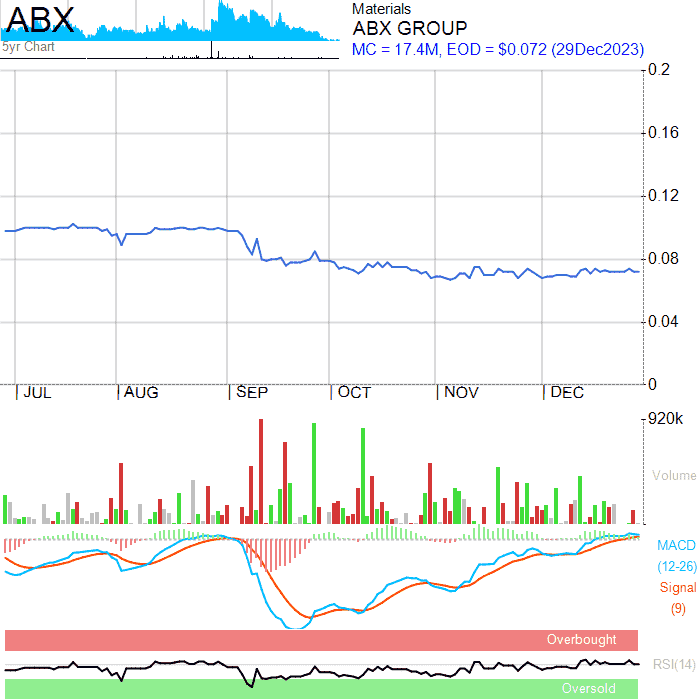 ABX
5yr Chart
Materials
ABX GROUP
MC = 17.4M, EOD = $0.072 (29Dec2023)
0.2
0.16
0.12
0.08
0.04
0
JUL AUG SEP OCT NOV DEC
920k
Volume
MACD
(12-26)
Signal
(9)
Overbought
RSI(14)
Oversold